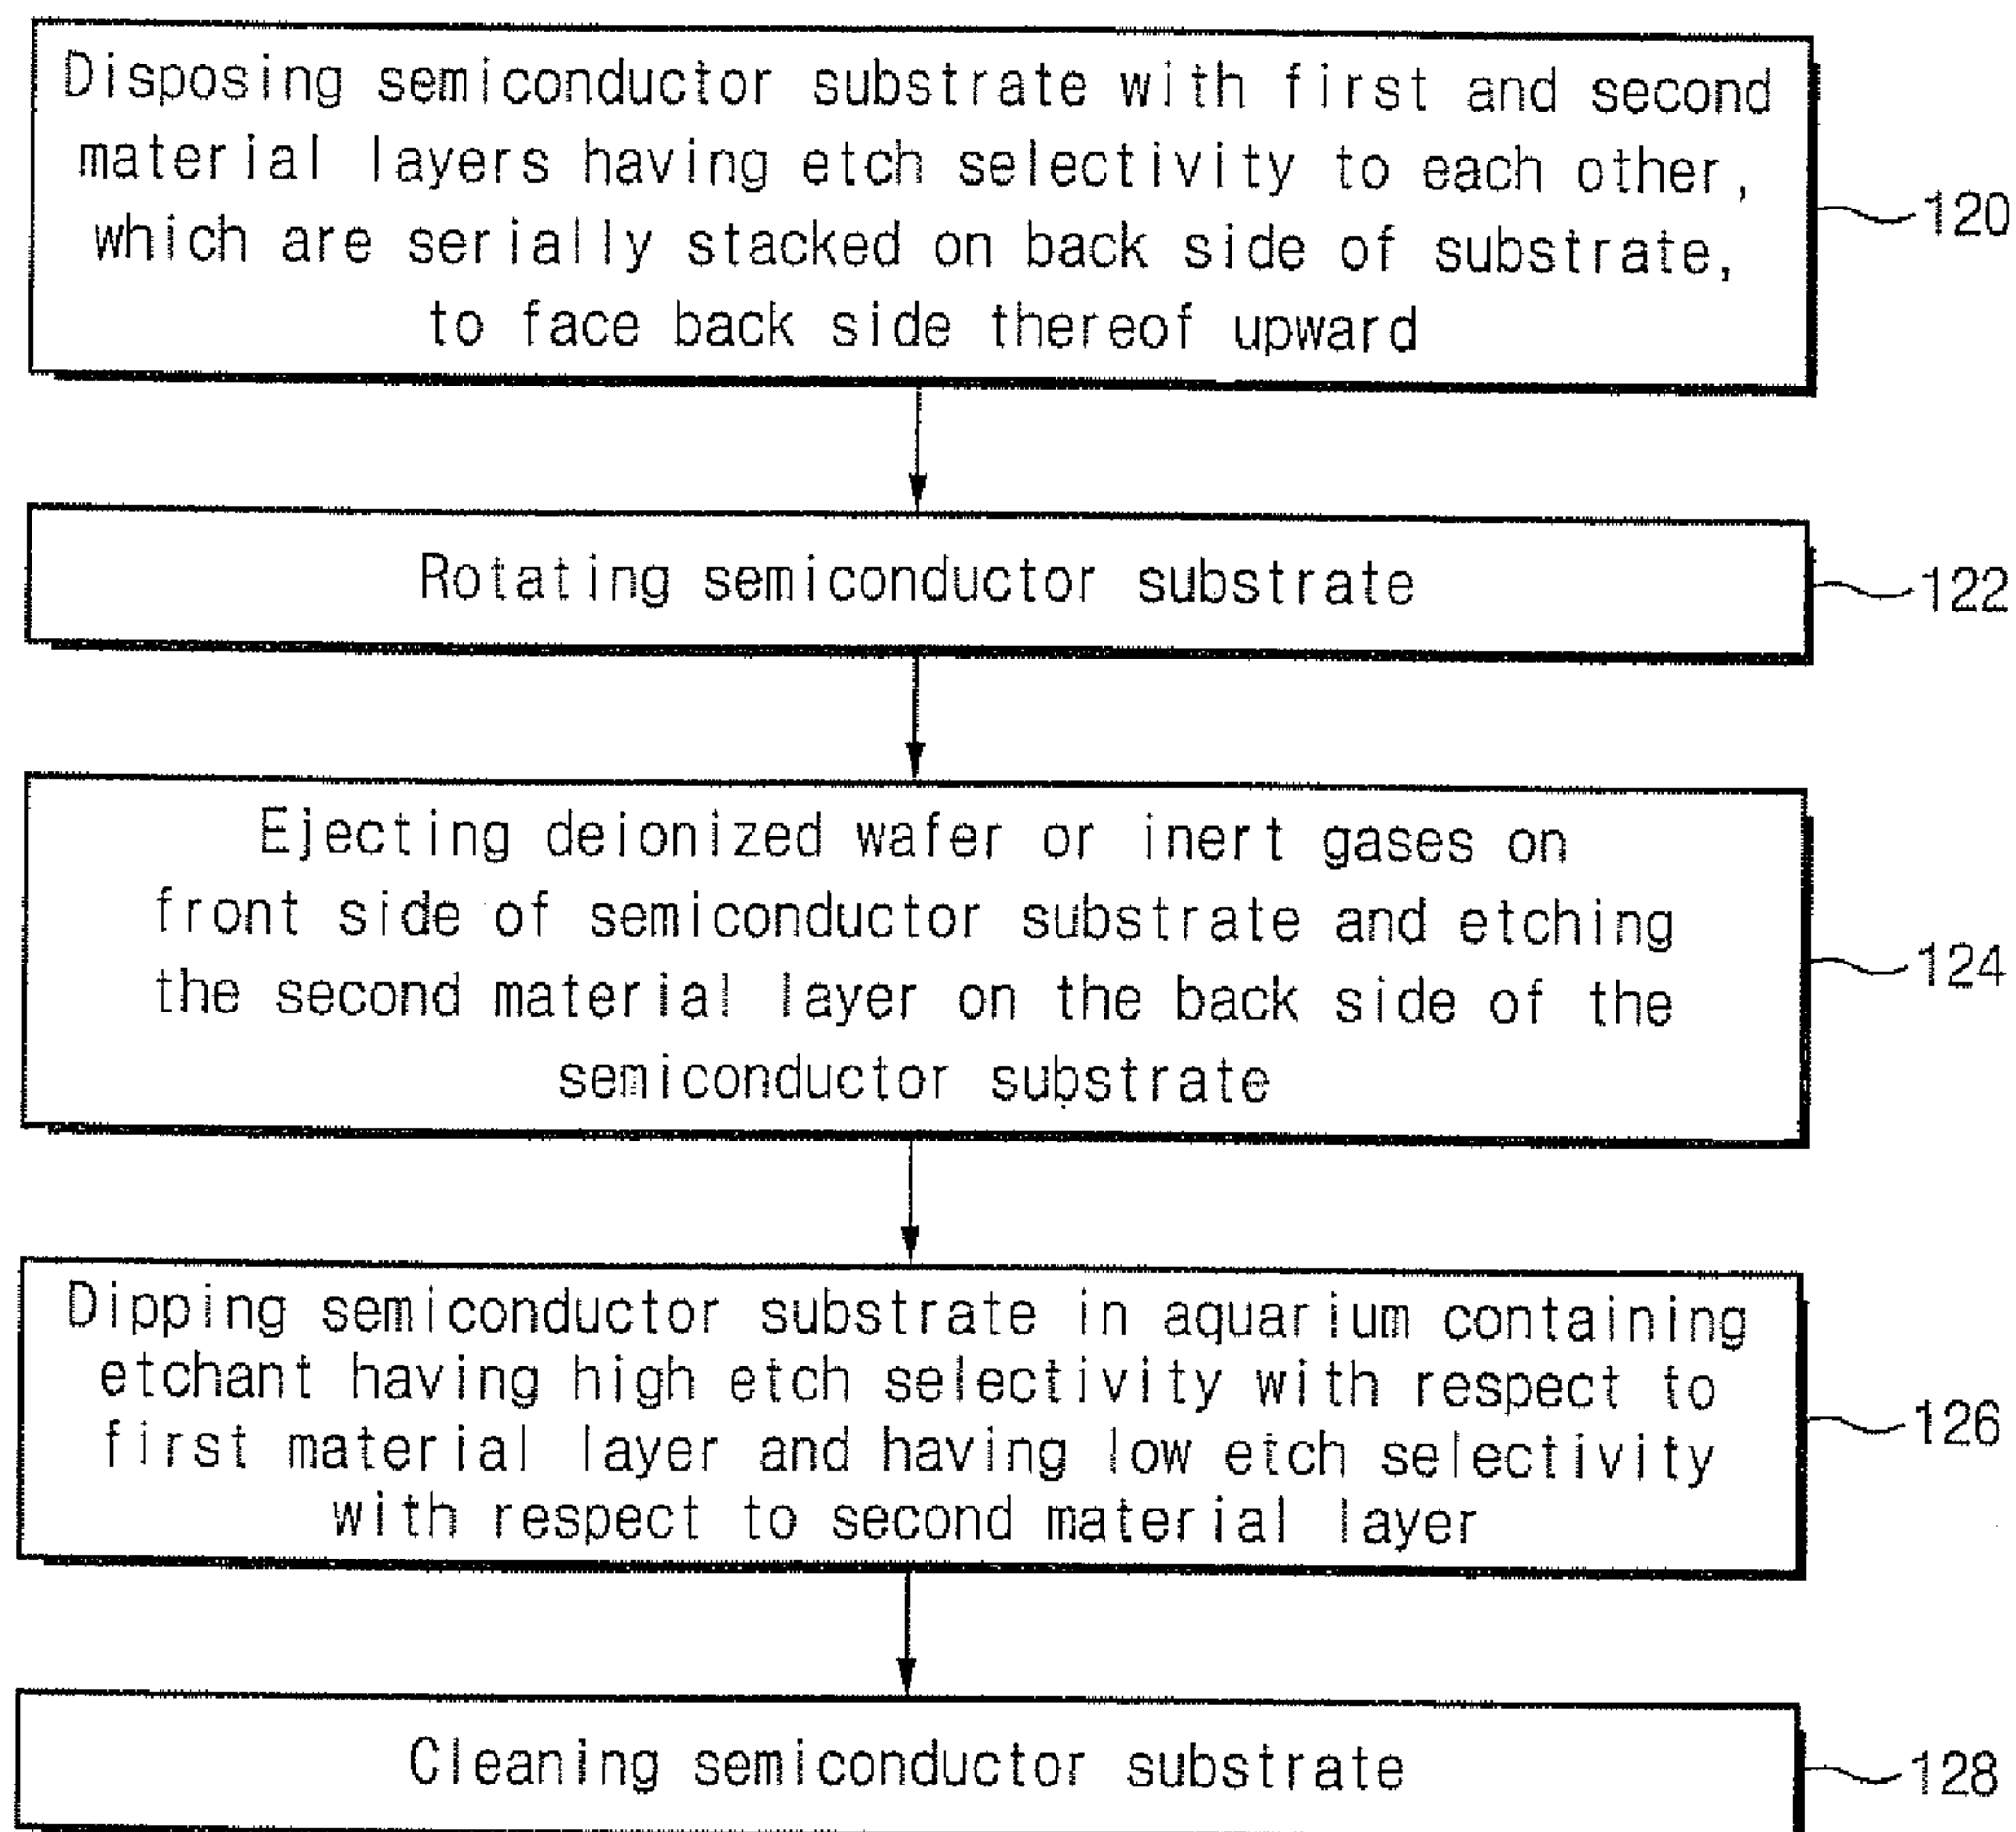 Disposing semiconductor substrate with first and second
material layers having etch selectivity to each other,
which are serially stacked on back side of substrate,
to face back side thereof upward
120
Rotating semiconductor substrate
122
Ejecting deionized wafer or inert gases on
front side of semiconductor substrate and etching
the second material layer on the back side of the
semiconductor substrate
124
Dipping semiconductor substrate in aquarium containing
etchant having high etch selectivity with respect to
first material layer and having low etch selectivity
with respect to second material layer
126
Cleaning semiconductor substrate
128